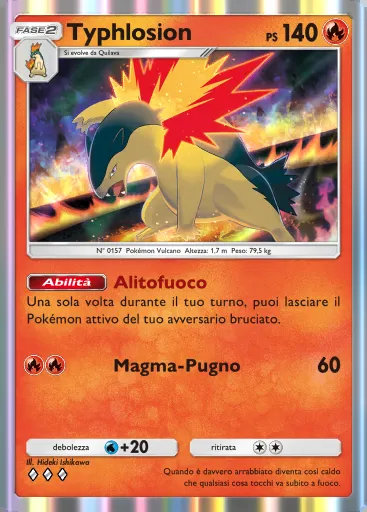 FASE 2
Typhlosion
PS 140
Si evolve da Quilava
N° 0157 Pokémon Vulcano Altezza: 1,7 m Peso: 79,5 kg
Abilità Alitofuoco
Una sola volta durante il tuo turno, puoi lasciare il
Pokémon attivo del tuo avversario bruciato.
Magma-Pugno 60
debolezza +20 ritirata
Ill. Hideki Ishikawa
Quando è davvero arrabbiato diventa così caldo
che qualsiasi cosa tocchi va subito a fuoco.